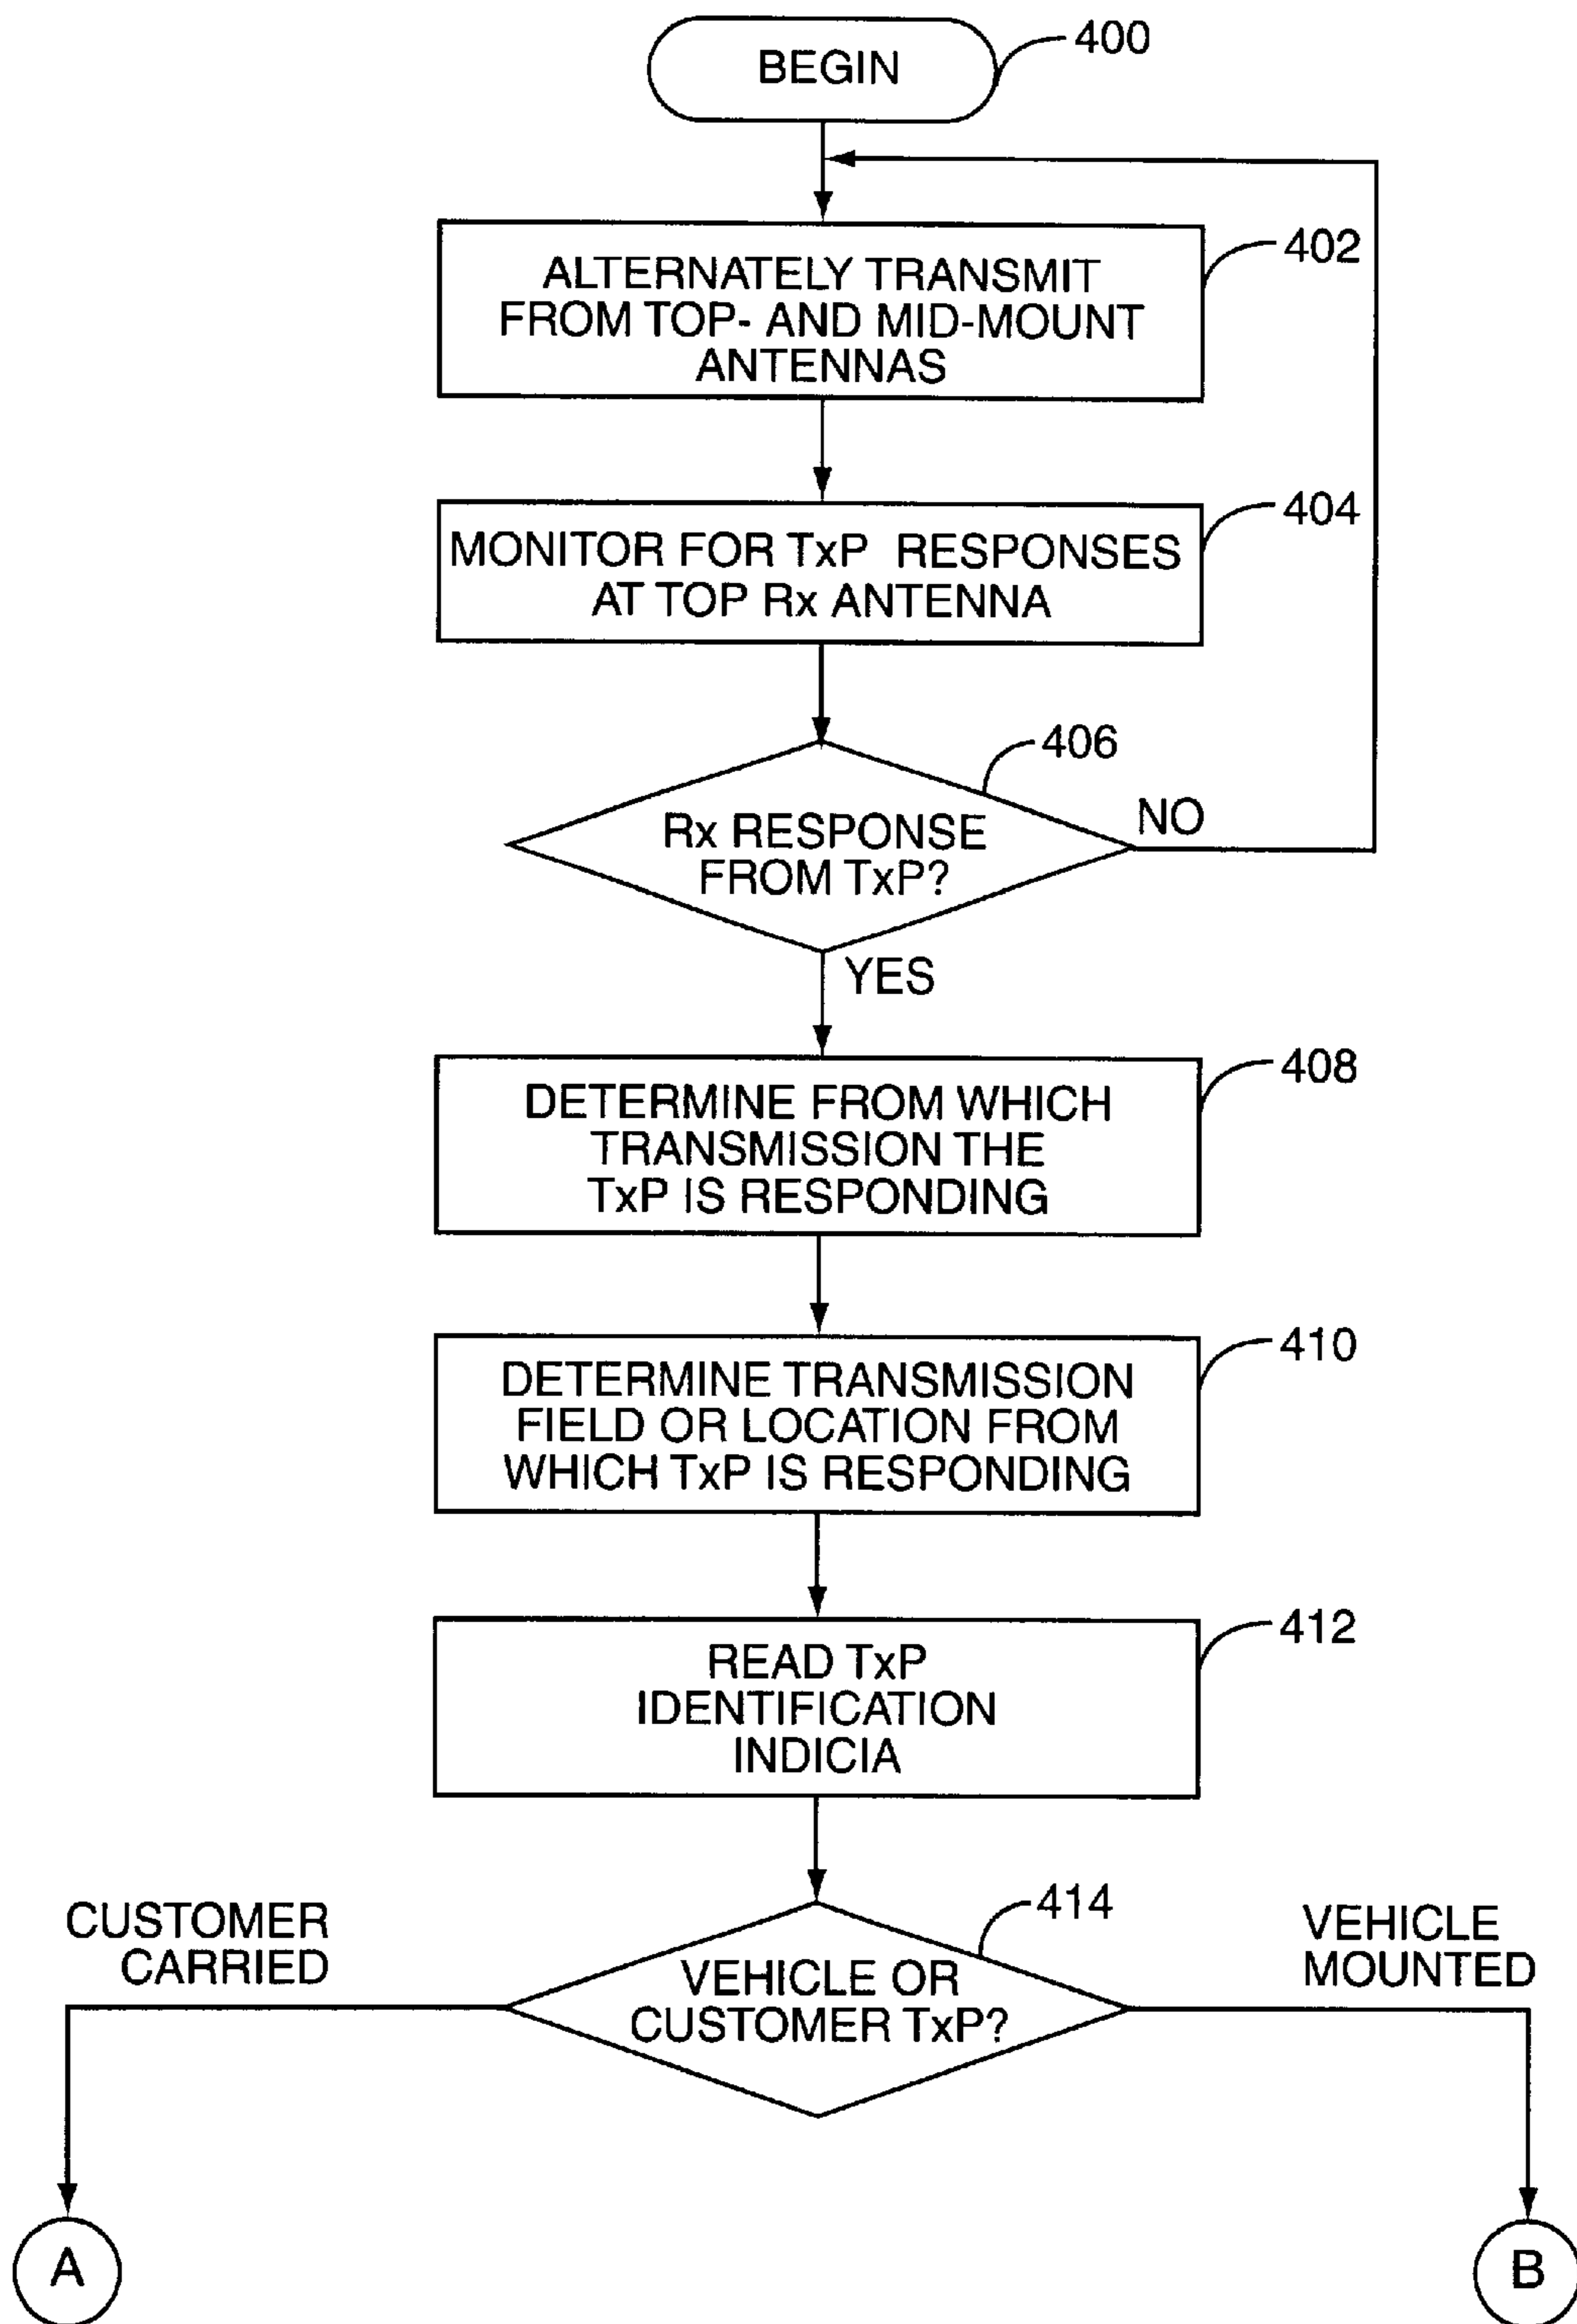 BEGIN
400
ALTERNATELY TRANSMIT
FROM TOP- AND MID-MOUNT
ANTENNAS
402
MONITOR FOR TxP RESPONSES
AT TOP Rx ANTENNA
404
406
Rx RESPONSE
FROM TxP?
NO
YES
DETERMINE FROM WHICH
TRANSMISSION THE
TxP IS RESPONDING
408
DETERMINE TRANSMISSION
FIELD OR LOCATION FROM
WHICH TxP IS RESPONDING
410
READ TxP
IDENTIFICATION
INDICIA
412
CUSTOMER
CARRIED
414
VEHICLE OR
CUSTOMER TxP?
VEHICLE
MOUNTED
A
B